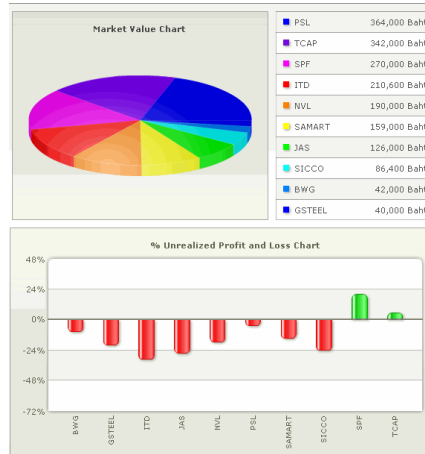 Market Value Chart
PSL 364,000 Baht
TCAP 342,000 Baht
SPF 270,000 Baht
ITD 210,600 Baht
NVL 190,000 Baht
SAMART 159,000 Baht
JAS 126,000 Baht
SICCO 86,400 Baht
BWG 42,000 Baht
GSTEEL 40,000 Baht
% Unrealized Profit and Loss Chart
48%
24%
0%
-24%
-48%
-72%
BWG GSTEEL ITD JAS NVL PSL SAMART SICCO SPF TCAP